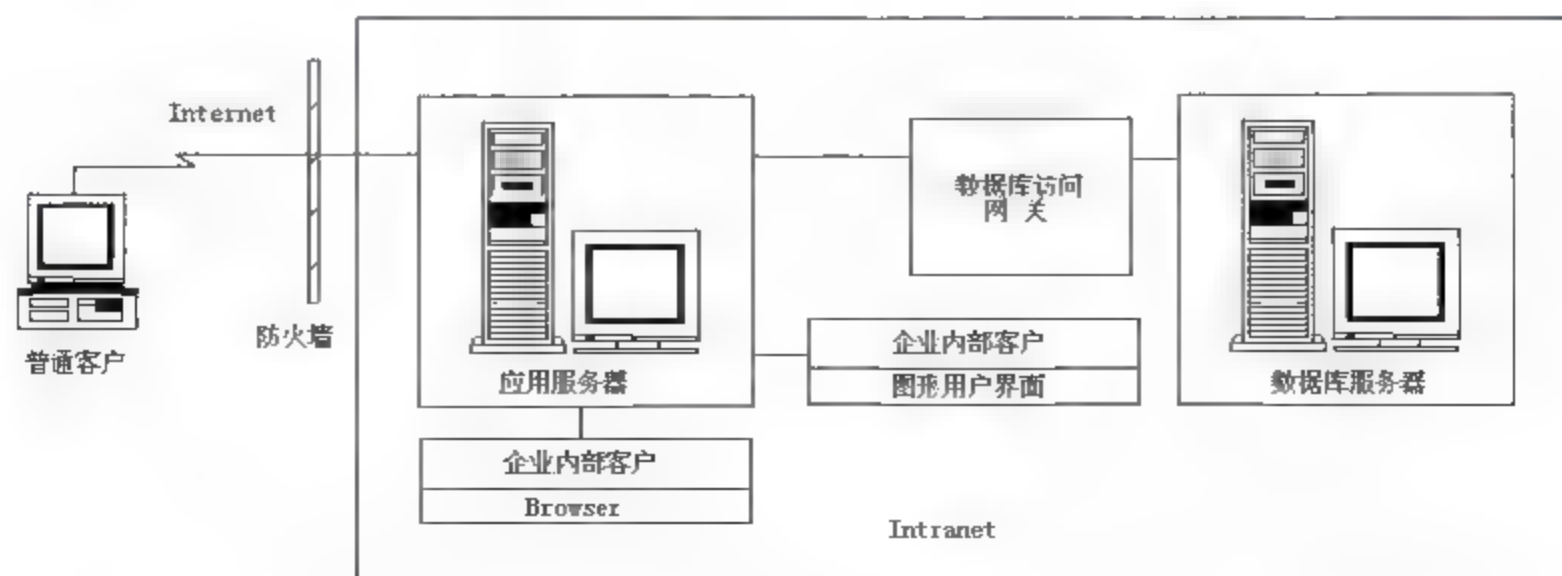 Internet
普通客户
防火墙
应用服务器
数据库访问
网 关
数据库服务器
企业内部客户
图形用户界面
企业内部客户
Browser
Intranet